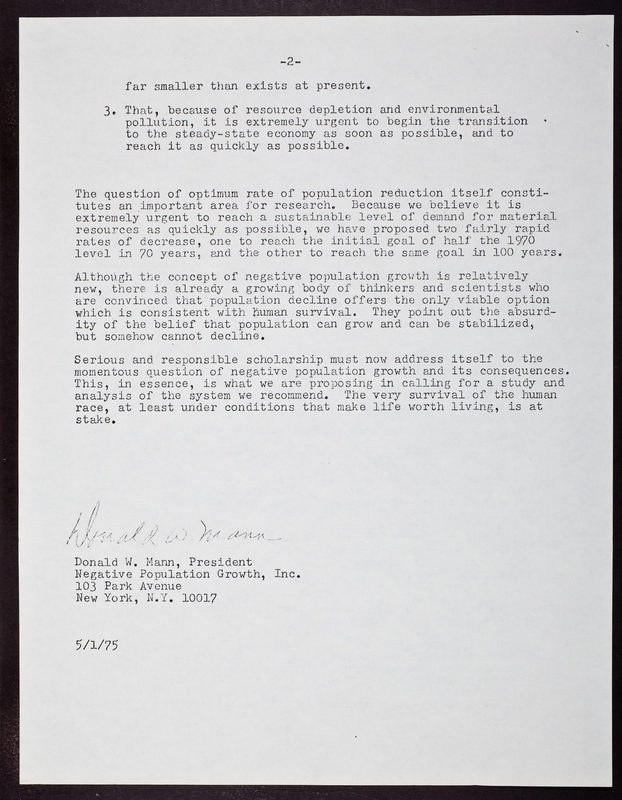 -2-
far smaller than exists at present.
3. That, because of resource depletion and environmental
pollution, it is extremely urgent to begin the transition
to the steady-state economy as soon as possible, and to
reach it as quickly as possible.
The question of optimum rate of population reduction itself consti-
tutes an important area for research. Because we believe it is
extremely urgent to reach a sustainable level of demand for material
resources as quickly as possible, we have proposed two fairly rapid
rates of decrease, one to reach the initial goal of half the 1970
level in 70 years, and the other to reach the same goal in 100 years.
Although the concept of negative population growth is relatively
new, there is already a growing body of thinkers and scientists who
are convinced that population decline offers the only viable option
which is consistent with human survival. They point out the absurd-
ity of the belief that population can grow and can be stabilized,
but somehow cannot decline.
Serious and responsible scholarship must now address itself to the
momentous question of negative population growth and its consequences.
This, in essence, is what we are proposing in calling for a study and
analysis of the system we recommend. The very survival of the human
race, at least under conditions that make life worth living, is at
stake.
Donald W. Mann
Donald W. Mann, President
Negative Population Growth, Inc.
103 Park Avenue
New York, N.Y. 10017
5/1/75